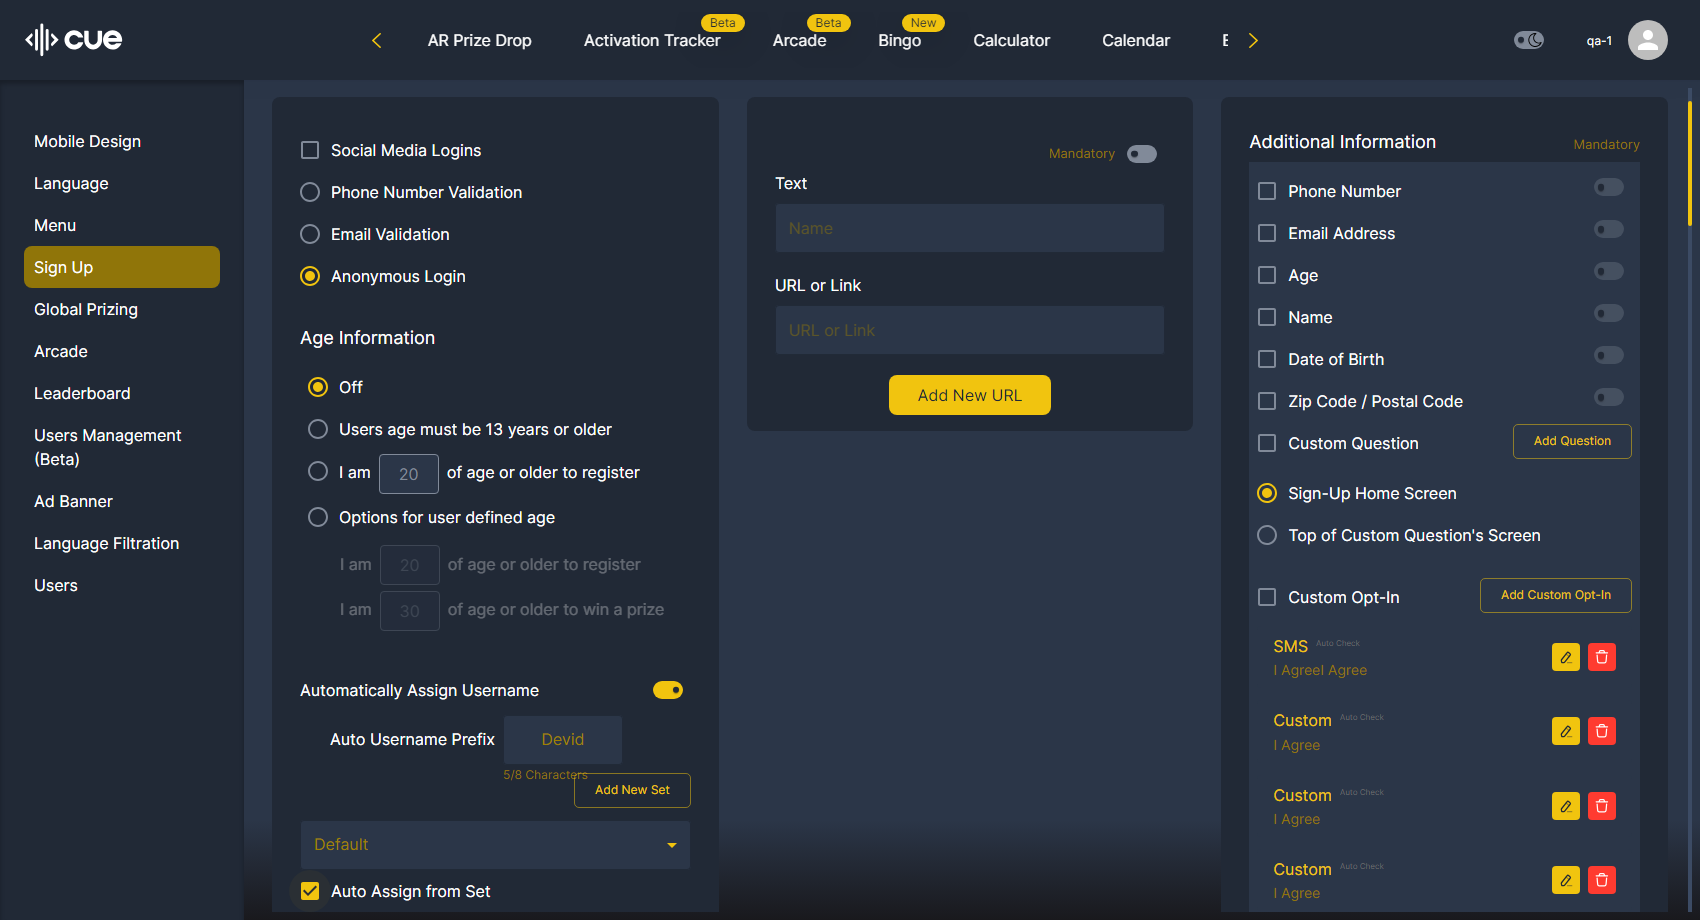 cue
AR Prize Drop
Activation Tracker
Beta
Arcade
Beta
Bingo
New
Calculator
Calendar
qa-1
Mobile Design
Language
Menu
Sign Up
Global Prizing
Arcade
Leaderboard
Users Management
(Beta)
Ad Banner
Language Filtration
Users
Social Media Logins
Phone Number Validation
Email Validation
Anonymous Login
Age Information
Off
Users age must be 13 years or older
I am 20 of age or older to register
Options for user defined age
I am 20 of age or older to register
I am 30 of age or older to win a prize
Automatically Assign Username
Auto Username Prefix Devid
5/8 Characters
Add New Set
Default
Auto Assign from Set
Mandatory
Text
Name
URL or Link
URL or Link
Add New URL
Additional Information Mandatory
Phone Number
Email Address
Age
Name
Date of Birth
Zip Code / Postal Code
Custom Question Add Question
Sign-Up Home Screen
Top of Custom Question's Screen
Custom Opt-In Add Custom Opt-In
SMS Auto Check
I AgreeI Agree
Custom Auto Check
I Agree
Custom Auto Check
I Agree
Custom Auto Check
I Agree